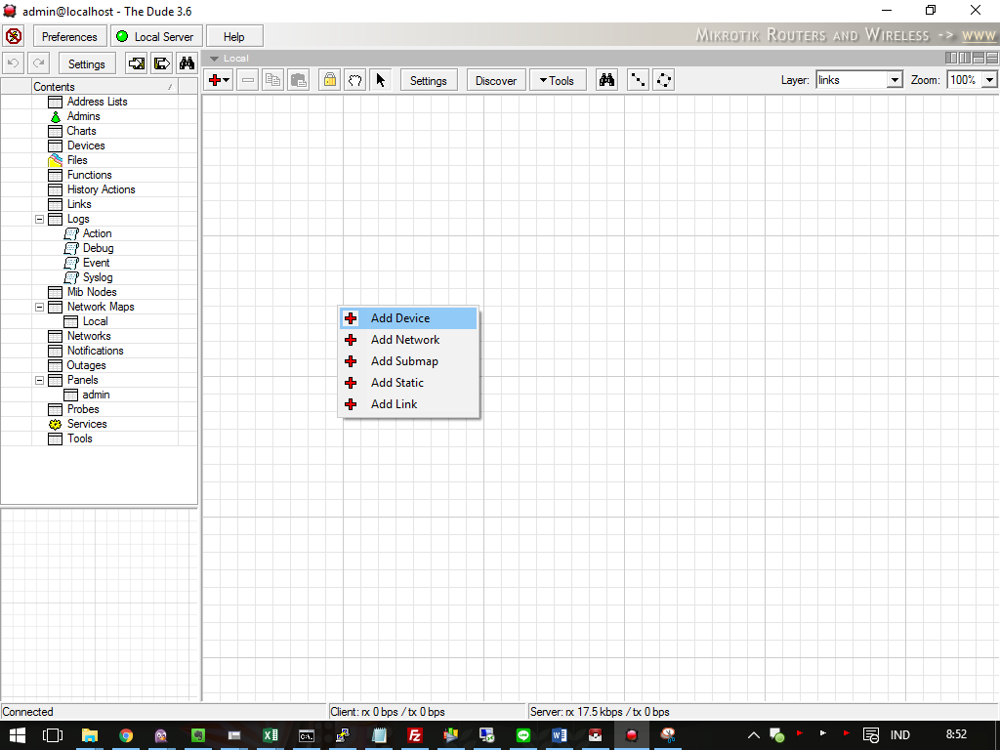 admin@localhost - The Dude 3.6
Preferences Local Server Help MikroTik Routers and Wireless -> www
Settings
Local
Settings Discover Tools Layer: links Zoom: 100%
Contents
Address Lists
Admins
Charts
Devices
Files
Functions
History Actions
Links
Logs
Action
Debug
Event
Syslog
Mib Nodes
Network Maps
Local
Networks
Notifications
Outages
Panels
admin
Probes
Services
Tools
Add Device
Add Network
Add Submap
Add Static
Add Link
Connected Client: rx 0 bps / tx 0 bps Server: rx 17.5 kbps / tx 0 bps
IND 8:52